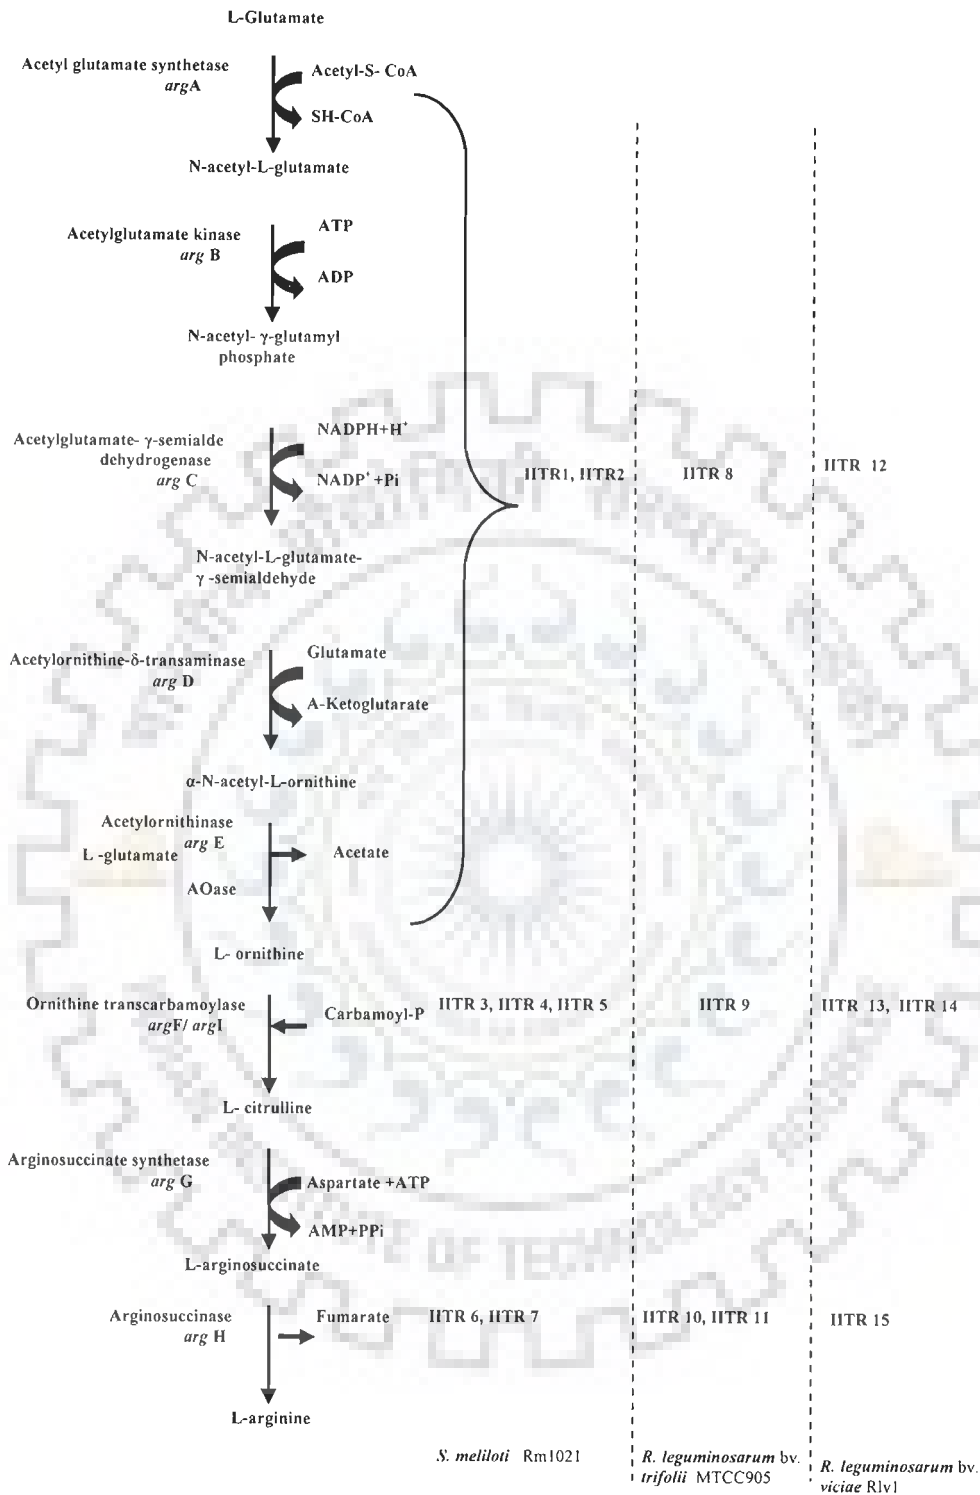 L-Glutamate
Acetyl glutamate synthetase
argA
Acetyl-S- CoA
SH-CoA
N-acetyl-L-glutamate
Acetylglutamate kinase
arg B
ATP
ADP
N-acetyl- γ-glutamyl
phosphate
Acetylglutamate- γ-semialde
dehydrogenase
arg C
NADPH+H⁺
NADP⁺ +Pi
IITR1, IITR2
IITR 8
IITR 12
N-acetyl-L-glutamate-
γ -semialdehyde
Acetylornithine-δ-transaminase
arg D
Glutamate
A-Ketoglutarate
α-N-acetyl-L-ornithine
Acetylornithinase
arg E
L -glutamate
AOase
Acetate
L- ornithine
Ornithine transcarbamoylase
argF/ argI
Carbamoyl-P
IITR 3, IITR 4, IITR 5
IITR 9
IITR 13, IITR 14
L- citrulline
Arginosuccinate synthetase
arg G
Aspartate +ATP
AMP+PPi
L-arginosuccinate
Arginosuccinase
arg H
Fumarate
IITR 6, IITR 7
IITR 10, IITR 11
IITR 15
L-arginine
S. meliloti Rm1021
R. leguminosarum bv.
trifolii MTCC905
R. leguminosarum bv.
viciae Rlv1
OF TECHNOLOGY